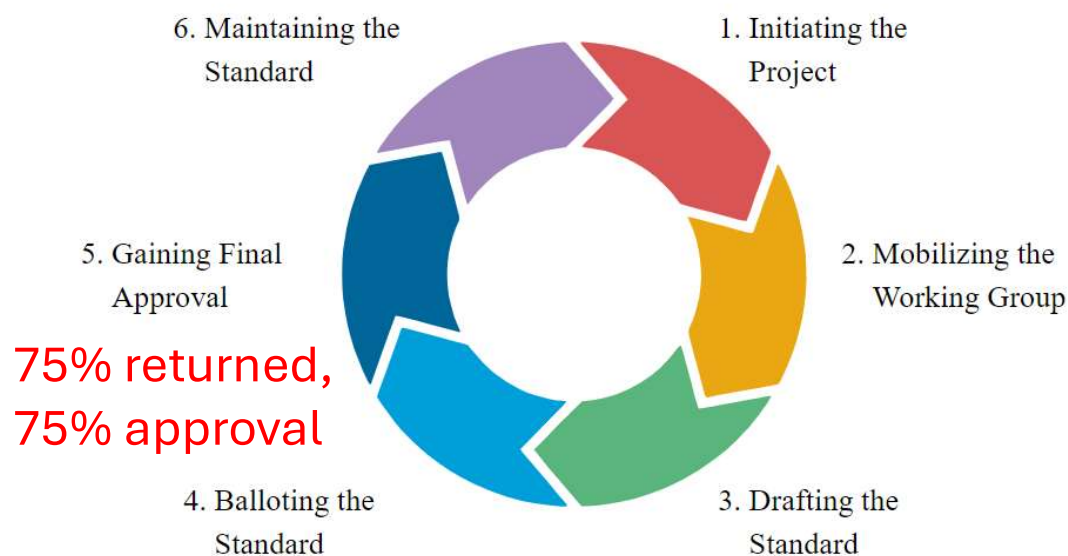 1. Initiating the
Project
2. Mobilizing the
Working Group
3. Drafting the
Standard
4. Balloting the
Standard
75% returned,
75% approval
5. Gaining Final
Approval
6. Maintaining the
Standard